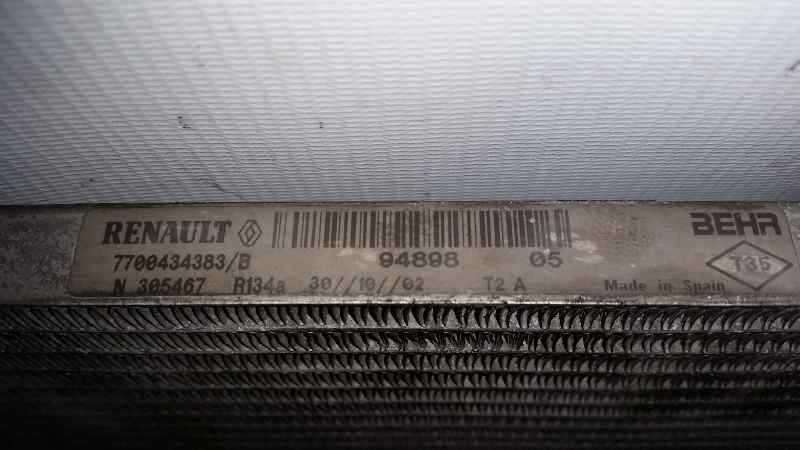 RENAULT BEHR
7700434383/B 94898 05 T35
N 305467 R134a 30//10//02 T2 A Made in Spain